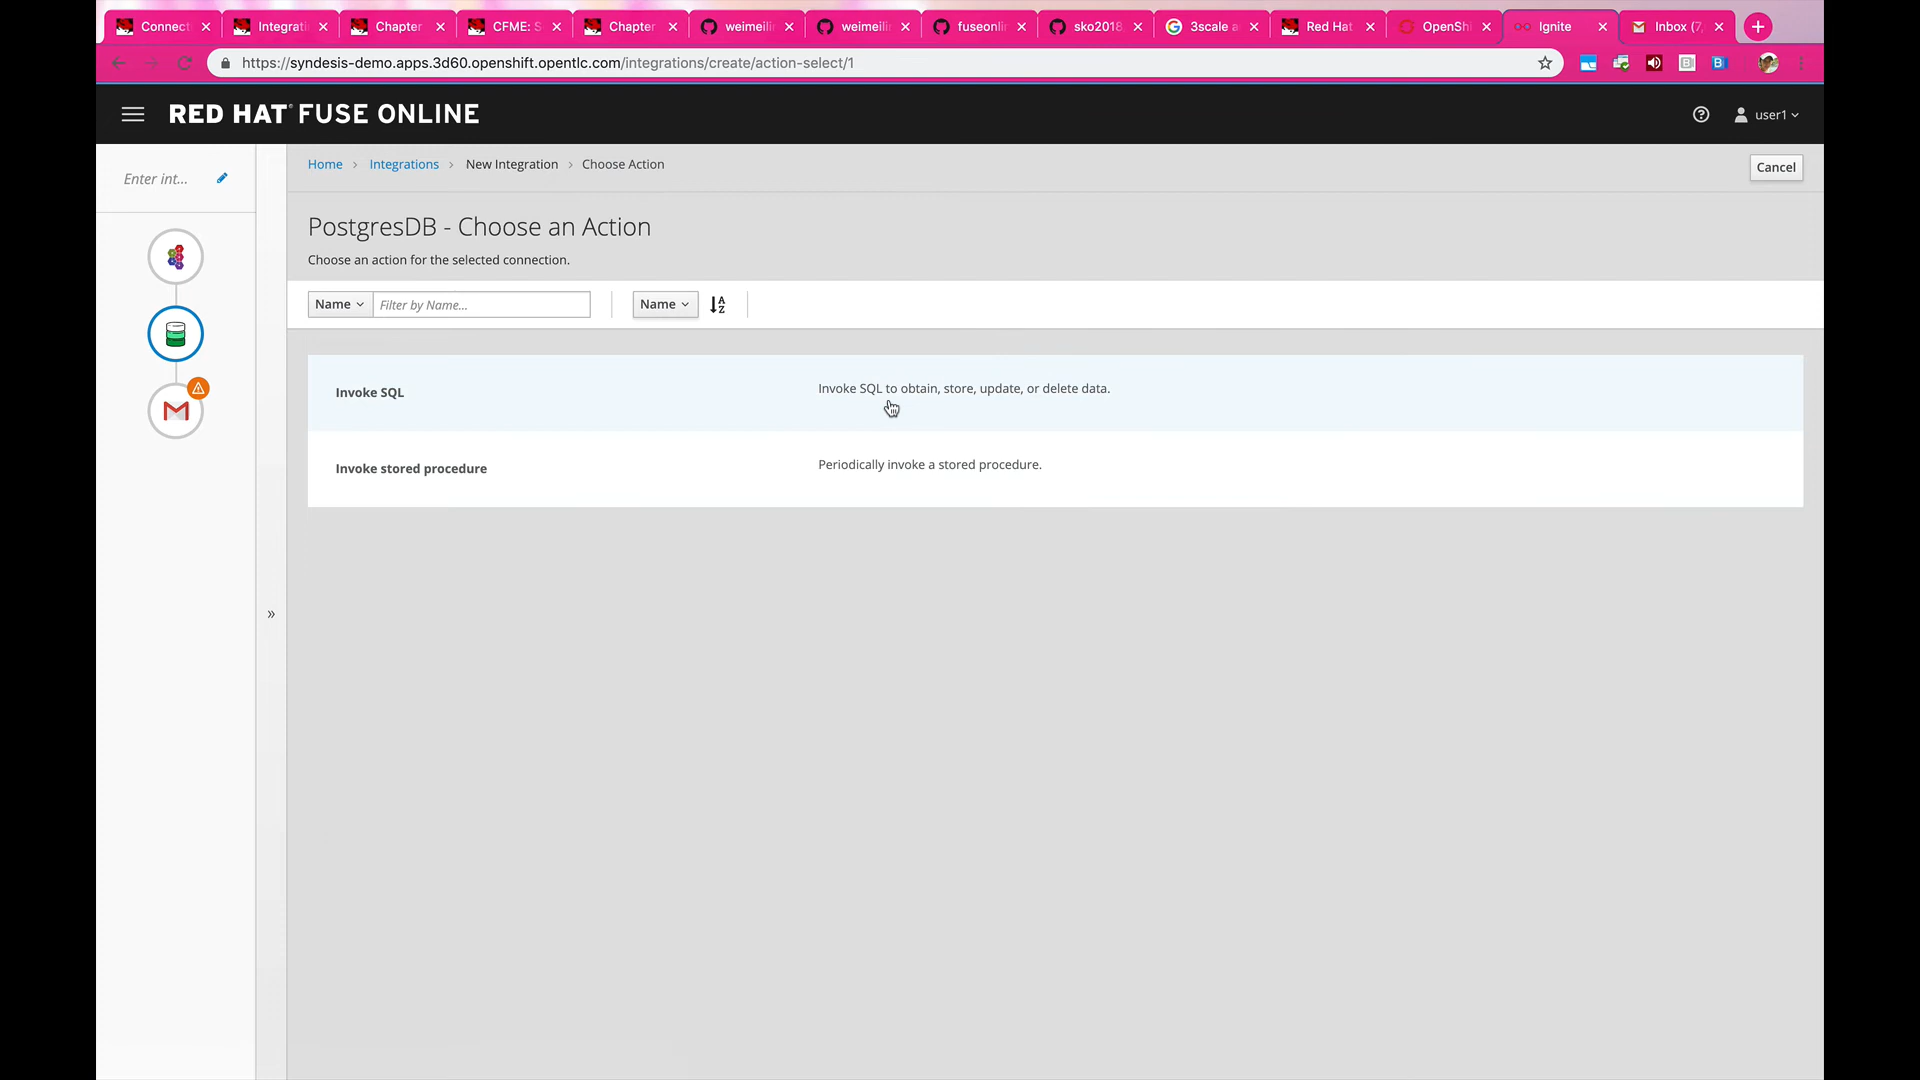 Connect
Integrati
Chapter
CFME: S
Chapter
weimeilin
weimeilin
fuseonlin
sko2018
3scale a
Red Hat
OpenShi
Ignite
Inbox (7,
https://syndesis-demo.apps.3d60.openshift.opentlc.com/integrations/create/action-select/1
RED HAT® FUSE ONLINE
user1
Enter int...
Home > Integrations > New Integration > Choose Action
Cancel
PostgresDB - Choose an Action
Choose an action for the selected connection.
Name
Filter by Name...
Name
Invoke SQL
Invoke SQL to obtain, store, update, or delete data.
Invoke stored procedure
Periodically invoke a stored procedure.